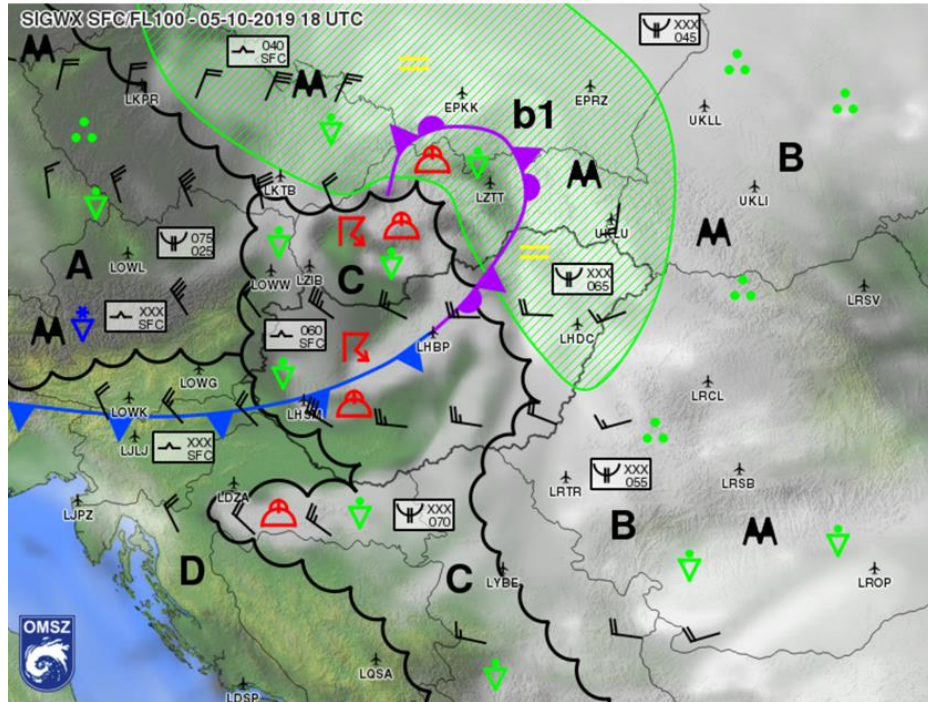 SIGWX SFC/FL100 - 05-10-2019 18 UTC
040
SFC
XXX
045
LKPR
EPKK
EPRZ
b1
UKLL
B
LKTB
LZTT
UKLI
075
025
A
LOWL
LOWW
LZIB
C
XXX
065
LRSV
XXX
SFC
060
SFC
LHBP
LHDC
LOWG
LOWK
LHSM
LRCL
LJLJ
XXX
SFC
LDZA
LJPZ
XXX
070
LRTR
XXX
055
LRSB
B
D
C
LYBE
LROP
OMSZ
LQSA
LDSP